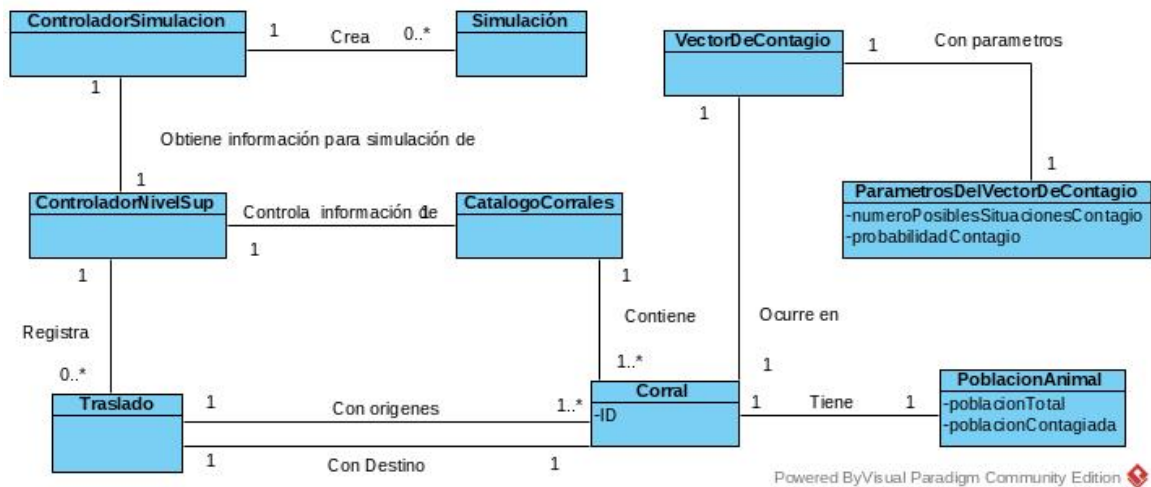 ControladorSimulacion
1
Crea
0..*
Simulación
1
Obtiene información para simulación de
1
ControladorNivelSup
Controla información de
1
1
CatalogoCorrales
1
Registra
0..*
Traslado
1
Contiene
1..*
1
Con origenes
1..*
1
Con Destino
1
Corral
-ID
VectorDeContagio
1
Con parametros
1
1
ParametrosDelVectorDeContagio
-numeroPosiblesSituacionesContagio
-probabilidadContagio
Ocurre en
1
1
Tiene
1
PoblacionAnimal
-poblacionTotal
-poblacionContagiada
Powered ByVisual Paradigm Community Edition